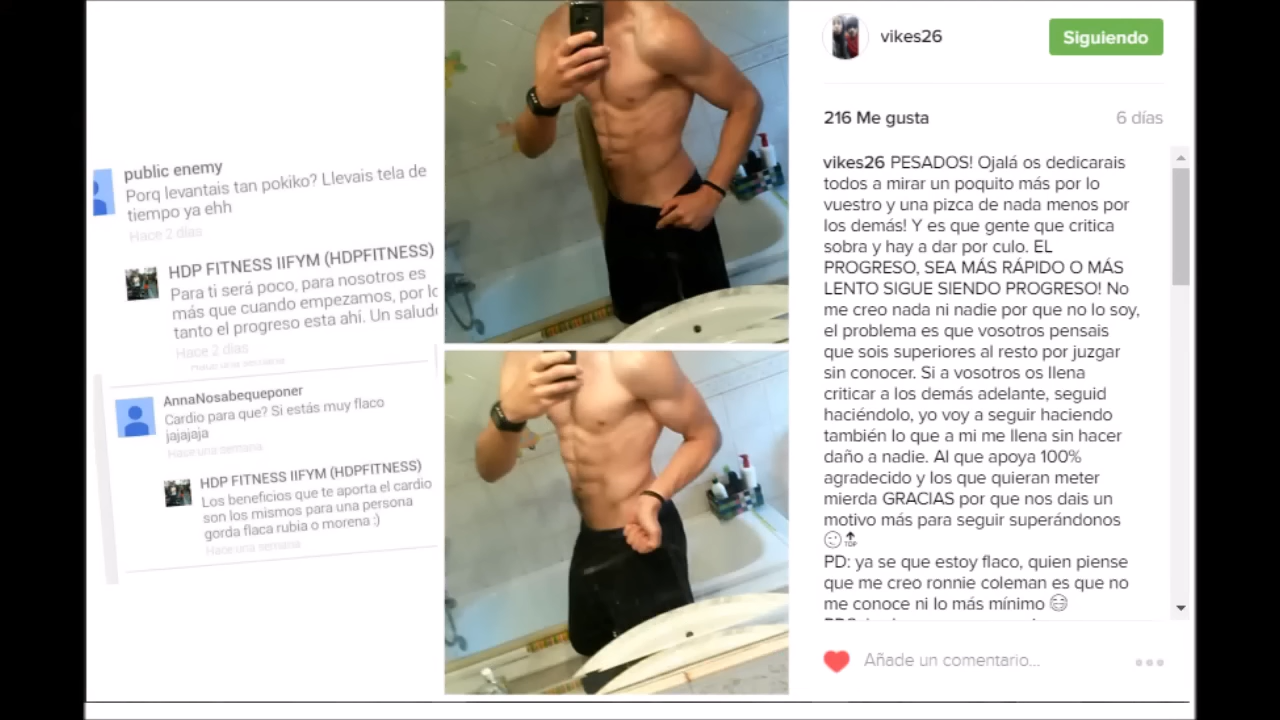 public enemy
Porq levantais tan pokiko? Llevais tela de
tiempo ya ehh
Hace 2 días
HDP FITNESS IIFYM (HDPFITNESS)
Para ti será poco, para nosotros es
más que cuando empezamos, por lo
tanto el progreso esta ahí. Un saludo
Hace 2 días
AnnaNosabequeponer
Cardio para que? Si estás muy flaco
jajajaja
Hace una semana
HDP FITNESS IIFYM (HDPFITNESS)
Los beneficios que te aporta el cardio
son los mismos para una persona
gorda flaca rubia o morena :)
Hace una semana
vikes26
Siguiendo
216 Me gusta
6 días
vikes26 PESADOS! Ojalá os dedicarais
todos a mirar un poquito más por lo
vuestro y una pizca de nada menos por
los demás! Y es que gente que critica
sobra y hay a dar por culo. EL
PROGRESO, SEA MÁS RÁPIDO O MÁS
LENTO SIGUE SIENDO PROGRESO! No
me creo nada ni nadie por que no lo soy,
el problema es que vosotros pensais
que sois superiores al resto por juzgar
sin conocer. Si a vosotros os llena
criticar a los demás adelante, seguid
haciéndolo, yo voy a seguir haciendo
también lo que a mi me llena sin hacer
daño a nadie. Al que apoya 100%
agradecido y los que quieran meter
mierda GRACIAS por que nos dais un
motivo más para seguir superándonos
TOP
PD: ya se que estoy flaco, quien piense
que me creo ronnie coleman es que no
me conoce ni lo más mínimo
Añade un comentario...